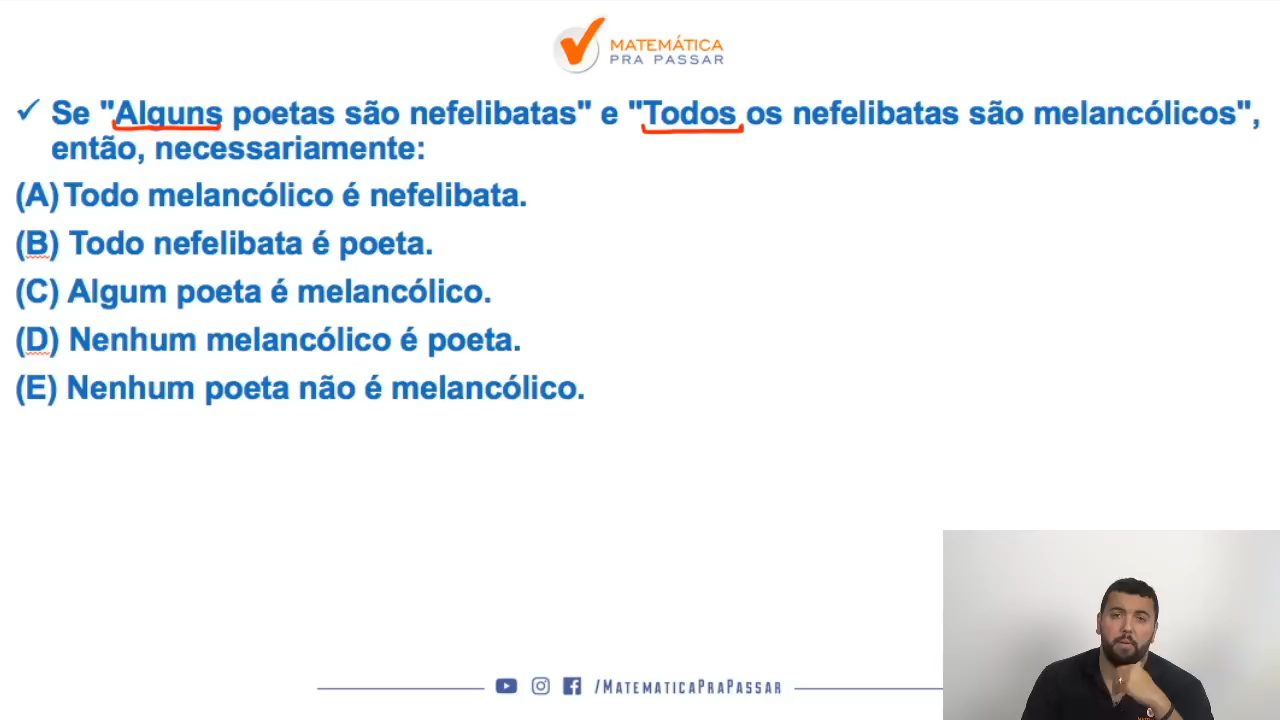 MATEMÁTICA
PRA PASSAR
✓ Se "Alguns poetas são nefelibatas" e "Todos os nefelibatas são melancólicos",
então, necessariamente:
(A) Todo melancólico é nefelibata.
(B) Todo nefelibata é poeta.
(C) Algum poeta é melancólico.
(D) Nenhum melancólico é poeta.
(E) Nenhum poeta não é melancólico.
/MATEMATICAPRAPASSAR